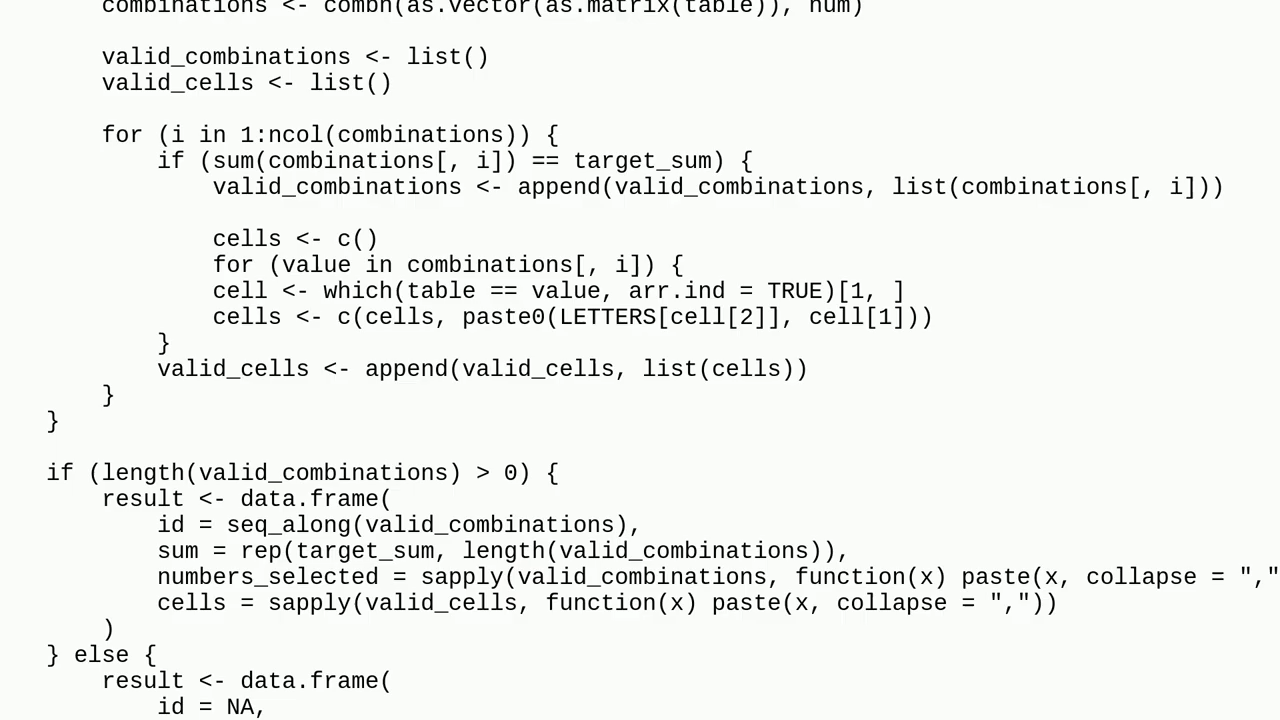 combinations <- combn(as.vector(as.matrix(table)), num)
valid_combinations <- list()
valid_cells <- list()
for (i in 1:ncol(combinations)) {
if (sum(combinations[, i]) == target_sum) {
valid_combinations <- append(valid_combinations, list(combinations[, i]))
cells <- c()
for (value in combinations[, i]) {
cell <- which(table == value, arr.ind = TRUE)[1, ]
cells <- c(cells, paste0(LETTERS[cell[2]], cell[1]))
}
valid_cells <- append(valid_cells, list(cells))
}
}
if (length(valid_combinations) > 0) {
result <- data.frame(
id = seq_along(valid_combinations),
sum = rep(target_sum, length(valid_combinations)),
numbers_selected = sapply(valid_combinations, function(x) paste(x, collapse = ","
cells = sapply(valid_cells, function(x) paste(x, collapse = ","))
)
} else {
result <- data.frame(
id = NA,